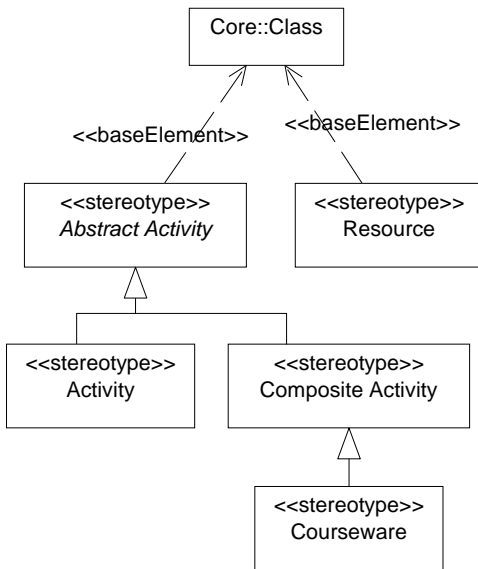 Core::Class
<<baseElement>>
<<baseElement>>
<<stereotype>>
Abstract Activity
<<stereotype>>
Resource
<<stereotype>>
Activity
<<stereotype>>
Composite Activity
<<stereotype>>
Courseware